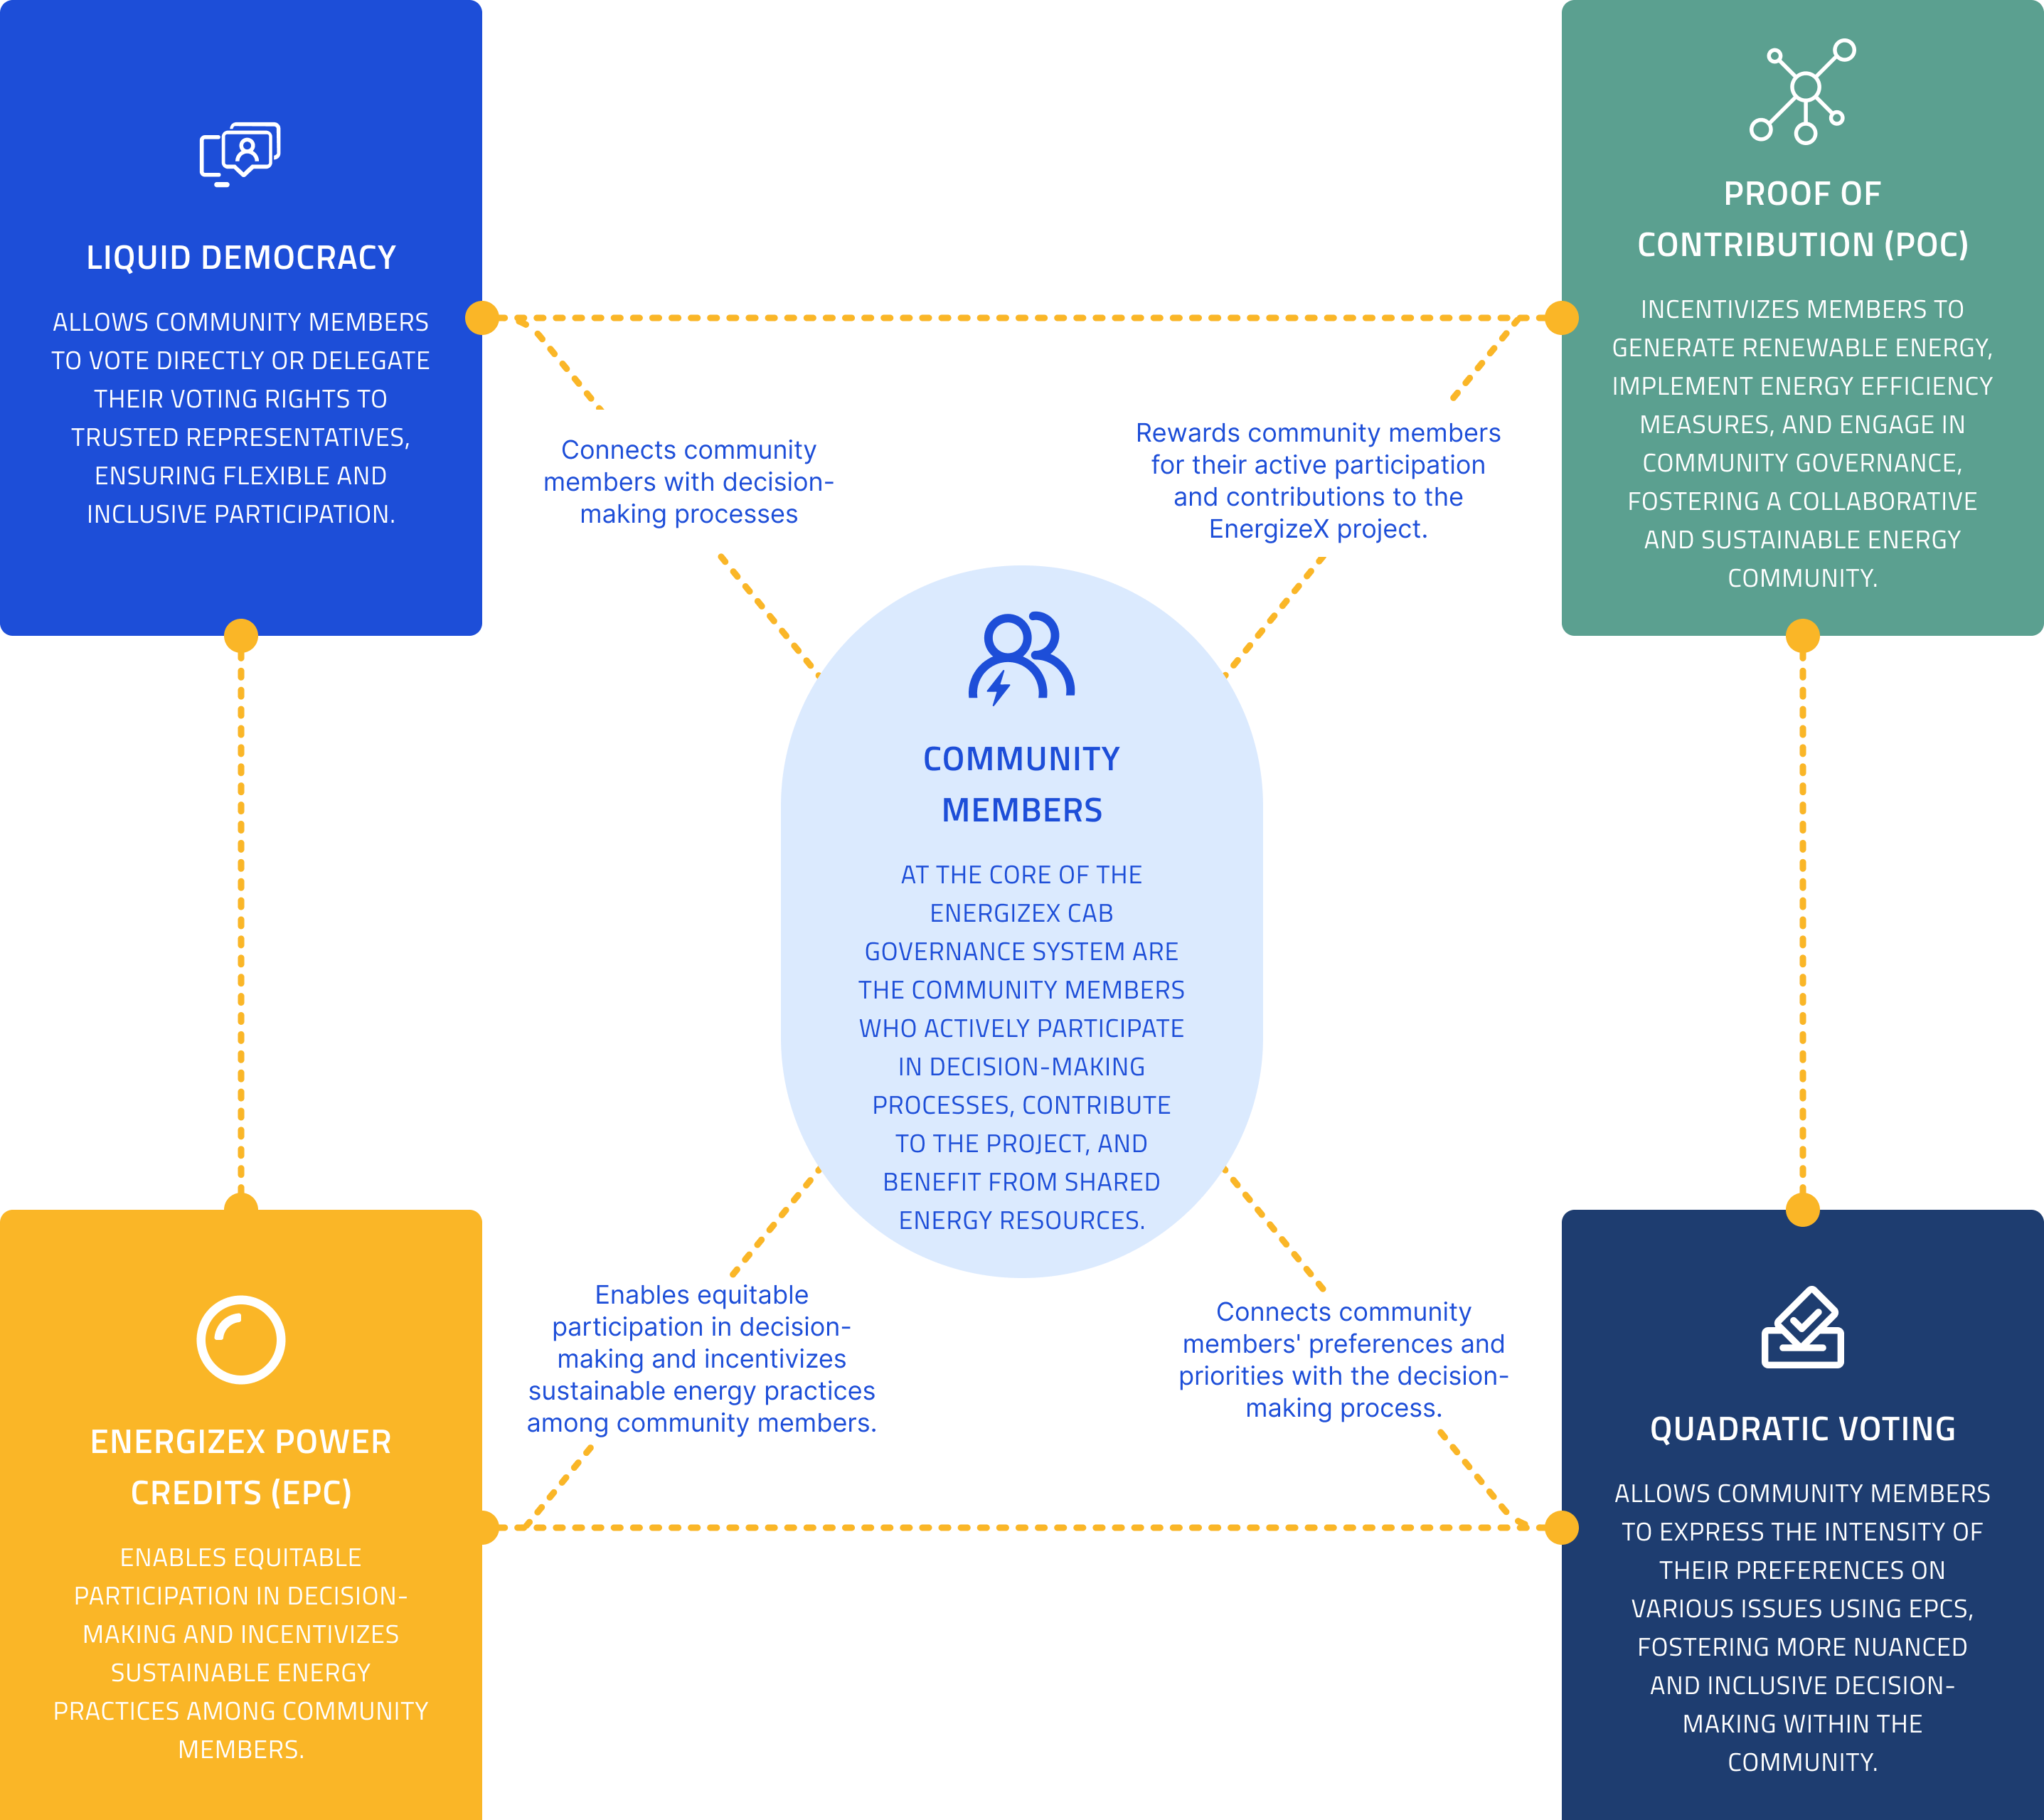 LIQUID DEMOCRACY
ALLOWS COMMUNITY MEMBERS
TO VOTE DIRECTLY OR DELEGATE
THEIR VOTING RIGHTS TO
TRUSTED REPRESENTATIVES,
ENSURING FLEXIBLE AND
INCLUSIVE PARTICIPATION.
PROOF OF
CONTRIBUTION (POC)
INCENTIVIZES MEMBERS TO
GENERATE RENEWABLE ENERGY,
IMPLEMENT ENERGY EFFICIENCY
MEASURES, AND ENGAGE IN
COMMUNITY GOVERNANCE,
FOSTERING A COLLABORATIVE
AND SUSTAINABLE ENERGY
COMMUNITY.
Connects community
members with decision-
making processes
Rewards community members
for their active participation
and contributions to the
EnergizeX project.
COMMUNITY
MEMBERS
AT THE CORE OF THE
ENERGIZEX CAB
GOVERNANCE SYSTEM ARE
THE COMMUNITY MEMBERS
WHO ACTIVELY PARTICIPATE
IN DECISION-MAKING
PROCESSES, CONTRIBUTE
TO THE PROJECT, AND
BENEFIT FROM SHARED
ENERGY RESOURCES.
Enables equitable
participation in decision-
making and incentivizes
sustainable energy practices
among community members.
Connects community
members' preferences and
priorities with the decision-
making process.
ENERGIZEX POWER
CREDITS (EPC)
ENABLES EQUITABLE
PARTICIPATION IN DECISION-
MAKING AND INCENTIVIZES
SUSTAINABLE ENERGY
PRACTICES AMONG COMMUNITY
MEMBERS.
QUADRATIC VOTING
ALLOWS COMMUNITY MEMBERS
TO EXPRESS THE INTENSITY OF
THEIR PREFERENCES ON
VARIOUS ISSUES USING EPCS,
FOSTERING MORE NUANCED
AND INCLUSIVE DECISION-
MAKING WITHIN THE
COMMUNITY.